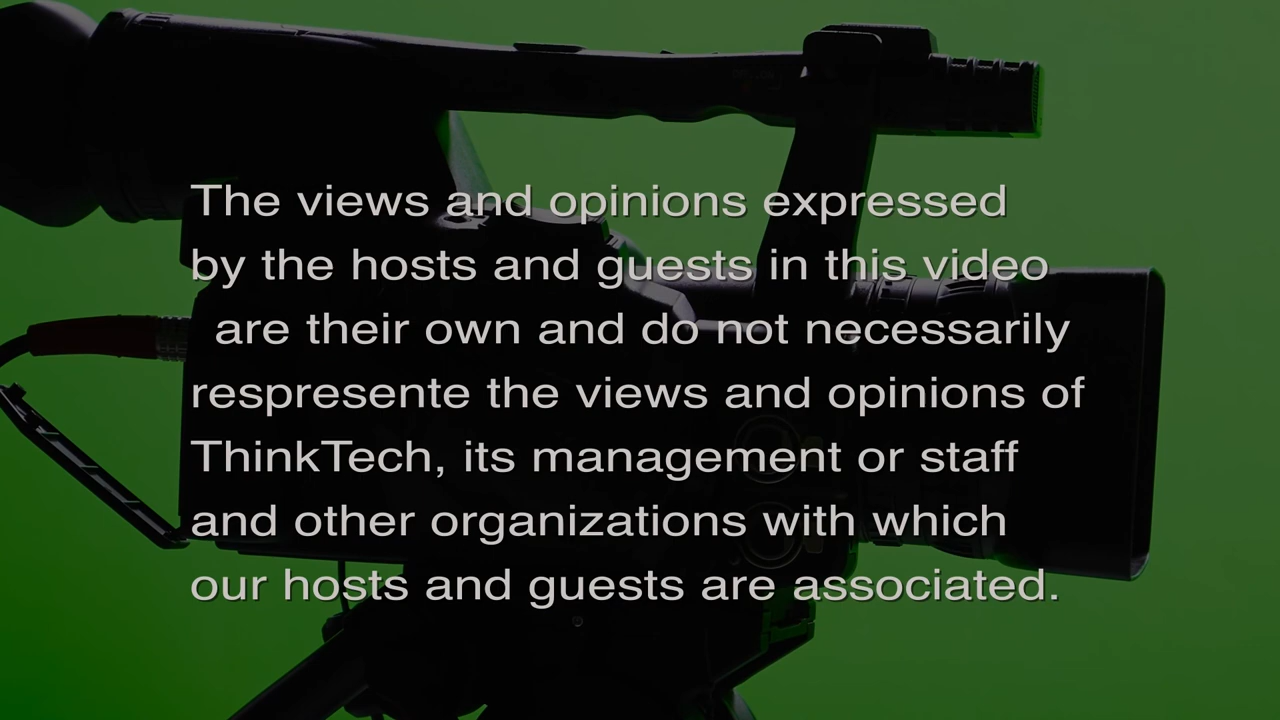 The views and opinions expressed
by the hosts and guests in this video
are their own and do not necessarily
respresente the views and opinions of
ThinkTech, its management or staff
and other organizations with which
our hosts and guests are associated.